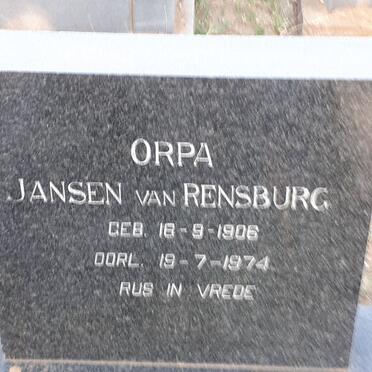 ORPA
JANSEN VAN RENSBURG
GEB. 18-9-1906
OORL. 19-7-1974
RUS IN VREDE